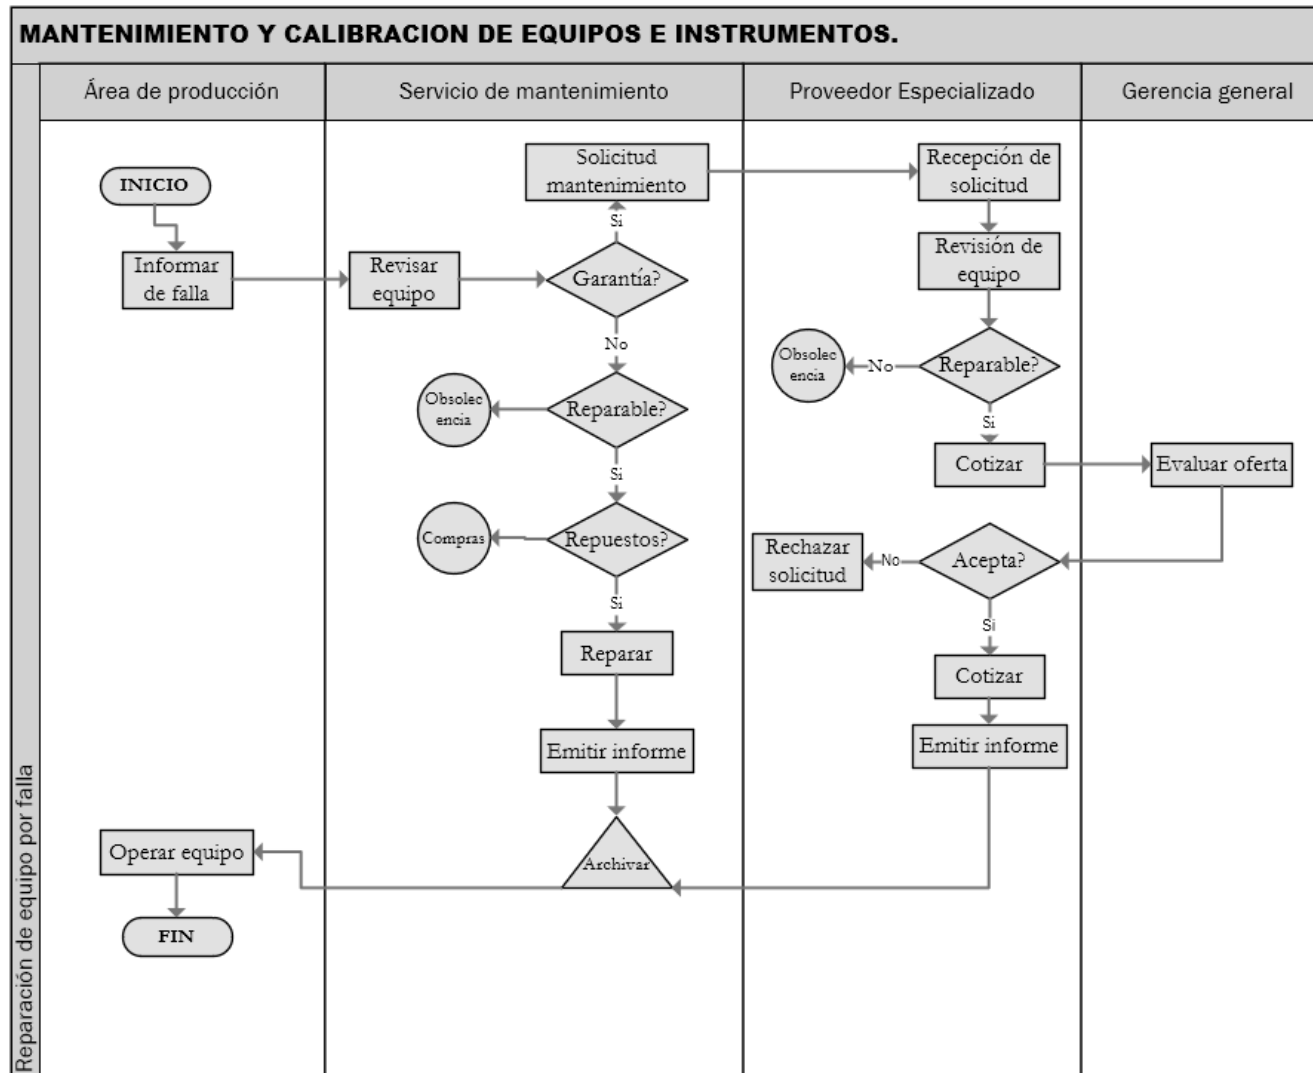 MANTENIMIENTO Y CALIBRACION DE EQUIPOS E INSTRUMENTOS.
Área de producción
Servicio de mantenimiento
Proveedor Especializado
Gerencia general
Reparación de equipo por falla
INICIO
Informar
de falla
Revisar
equipo
Garantía?
Si
Solicitud
mantenimiento
No
Reparable?
Obsolec
encia
Si
Repuestos?
Compras
Si
Reparar
Emitir informe
Archivar
Recepción de
solicitud
Revisión de
equipo
Reparable?
No
Obsolec
encia
Si
Cotizar
Evaluar oferta
Acepta?
No
Rechazar
solicitud
Si
Cotizar
Emitir informe
Operar equipo
FIN